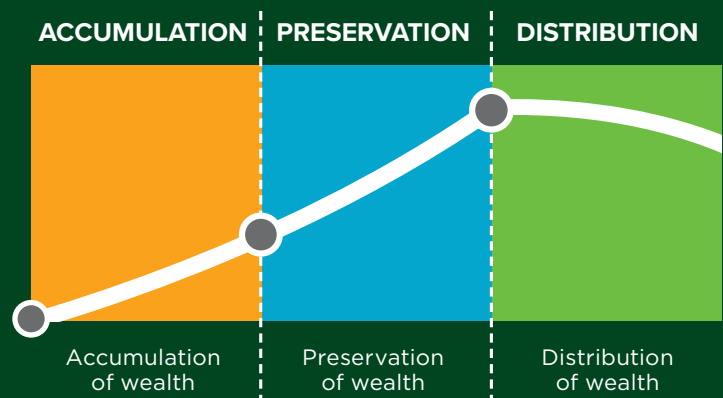 ACCUMULATION PRESERVATION DISTRIBUTION
Accumulation
of wealth
Preservation
of wealth
Distribution
of wealth